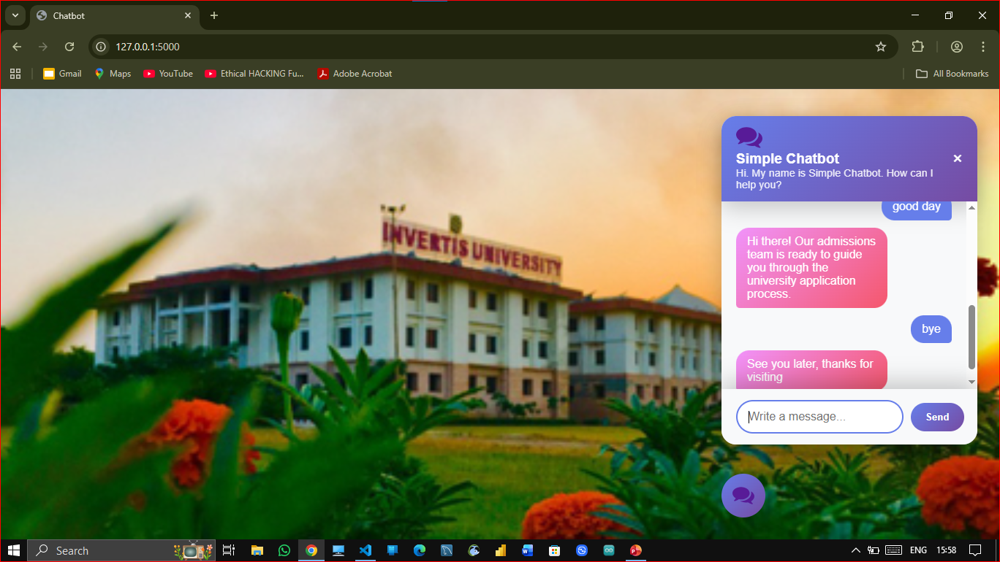 Chatbot
127.0.0.1:5000
Gmail
Maps
YouTube
Ethical HACKING Fu...
Adobe Acrobat
All Bookmarks
INVERTIS UNIVERSITY
Simple Chatbot
Hi. My name is Simple Chatbot. How can I
help you?
good day
Hi there! Our admissions
team is ready to guide
you through the
university application
process.
bye
See you later, thanks for
visiting
Write a message...
Send
Search
ENG
15:58